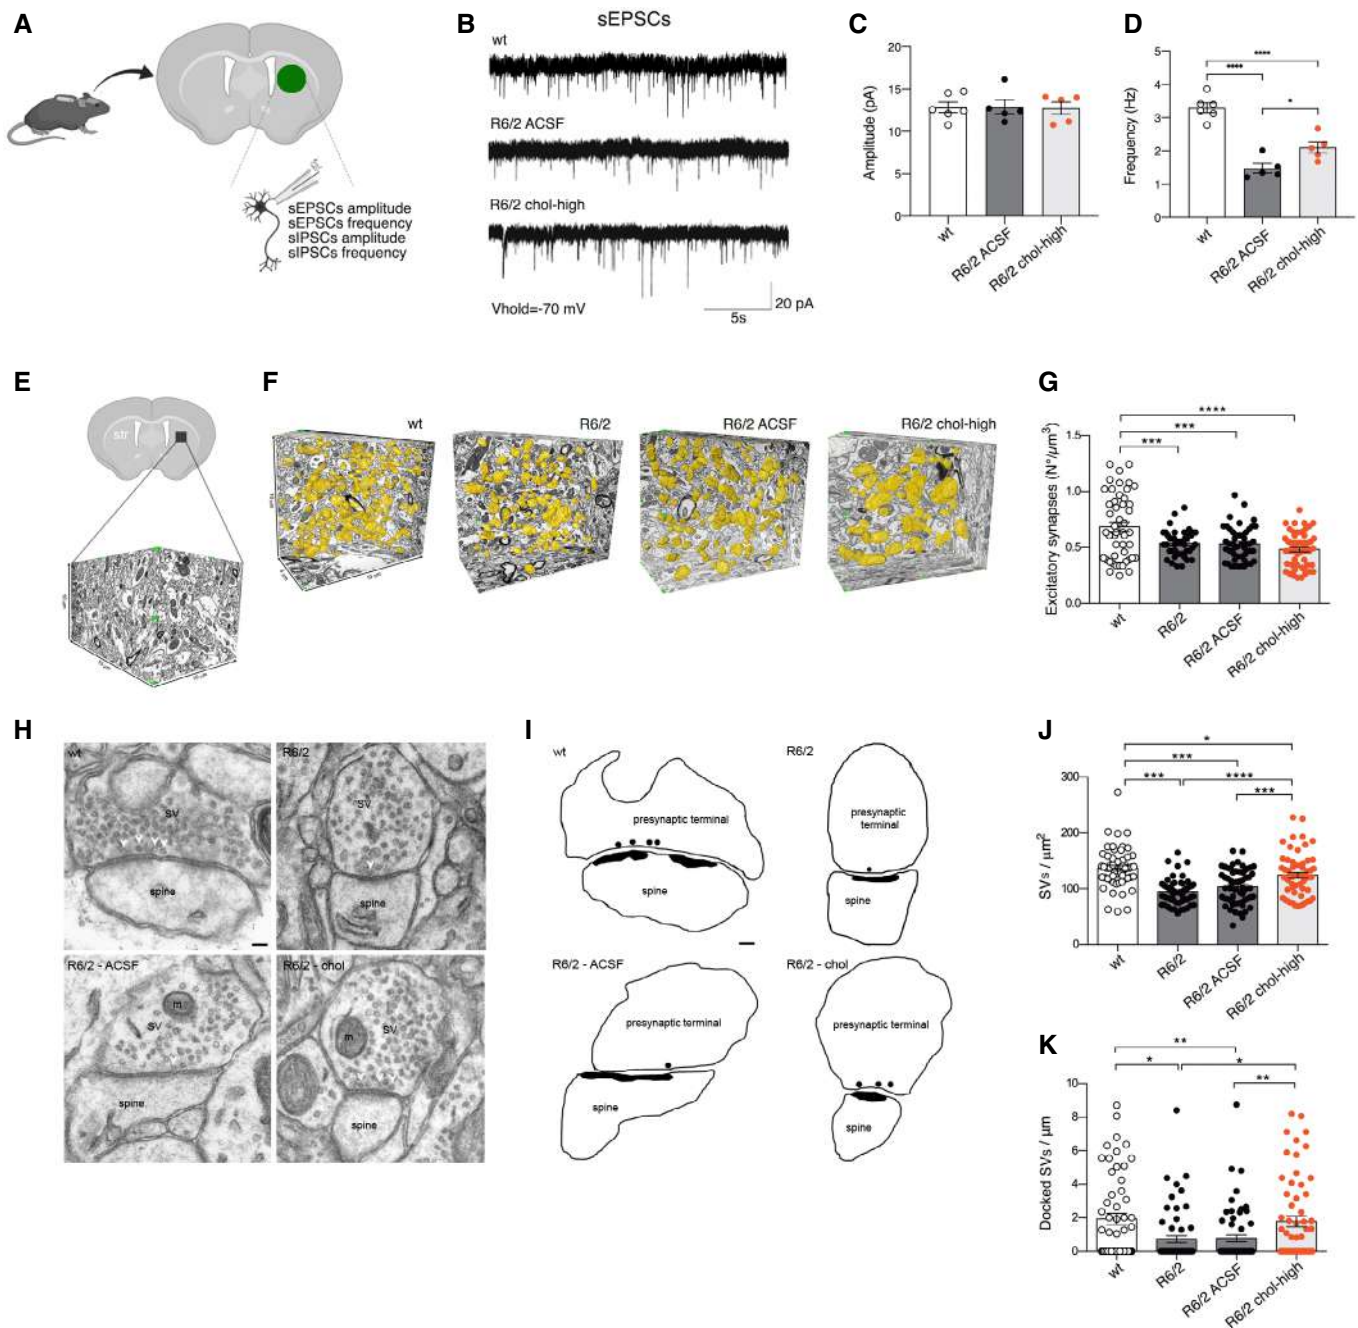 A
sEPSCs amplitude
sEPSCs frequency
sIPSCs amplitude
sIPSCs frequency
B
sEPSCs
wt
R6/2 ACSF
R6/2 chol-high
Vhold=-70 mV
20 pA
5s
C
20
15
10
5
0
Amplitude (pA)
wt
R6/2 ACSF
R6/2 chol-high
D
****
****
*
5
4
3
2
1
0
Frequency (Hz)
wt
R6/2 ACSF
R6/2 chol-high
E
str
F
wt
R6/2
R6/2 ACSF
R6/2 chol-high
G
****
***
***
1.5
1.0
0.5
0.0
Excitatory synapses (N°/µm³)
wt
R6/2
R6/2 ACSF
R6/2 chol-high
H
wt
SV
spine
R6/2
SV
spine
R6/2 - ACSF
m
SV
spine
R6/2 - chol
SV
m
spine
I
wt
presynaptic terminal
spine
R6/2
presynaptic
terminal
spine
R6/2 - ACSF
presynaptic terminal
spine
R6/2 - chol
presynaptic terminal
spine
J
*
***
***
****
***
300
200
100
0
SVs / µm²
wt
R6/2
R6/2 ACSF
R6/2 chol-high
K
**
*
*
**
10
8
6
4
2
0
Docked SVs / µm
wt
R6/2
R6/2 ACSF
R6/2 chol-high